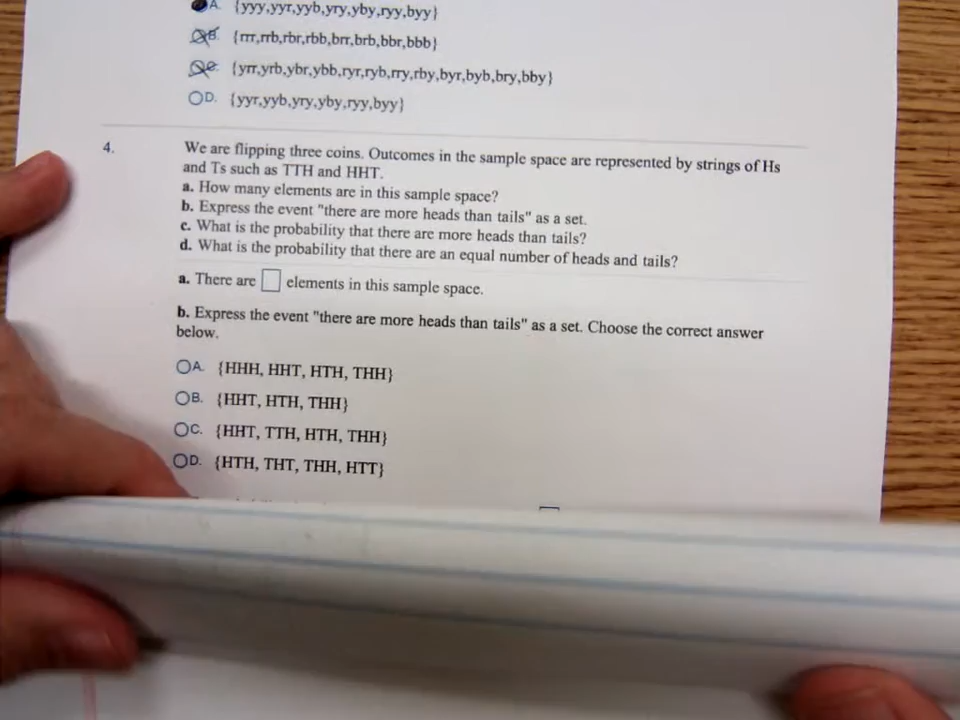 A. {yyy,yyr,yyb,yry,yby,ryy,byy}
B. {rrr,rrb,rbr,rbb,brr,brb,bbr,bbb}
C. {yrr,yrb,ybr,ybb,ryr,ryb,rry,rby,byr,byb,bry,bby}
D. {yyr,yyb,yry,yby,ryy,byy}
4. We are flipping three coins. Outcomes in the sample space are represented by strings of Hs
and Ts such as TTH and HHT.
a. How many elements are in this sample space?
b. Express the event "there are more heads than tails" as a set.
c. What is the probability that there are more heads than tails?
d. What is the probability that there are an equal number of heads and tails?
a. There are elements in this sample space.
b. Express the event "there are more heads than tails" as a set. Choose the correct answer
below.
A. {HHH, HHT, HTH, THH}
B. {HHT, HTH, THH}
C. {HHT, TTH, HTH, THH}
D. {HTH, THT, THH, HTT}